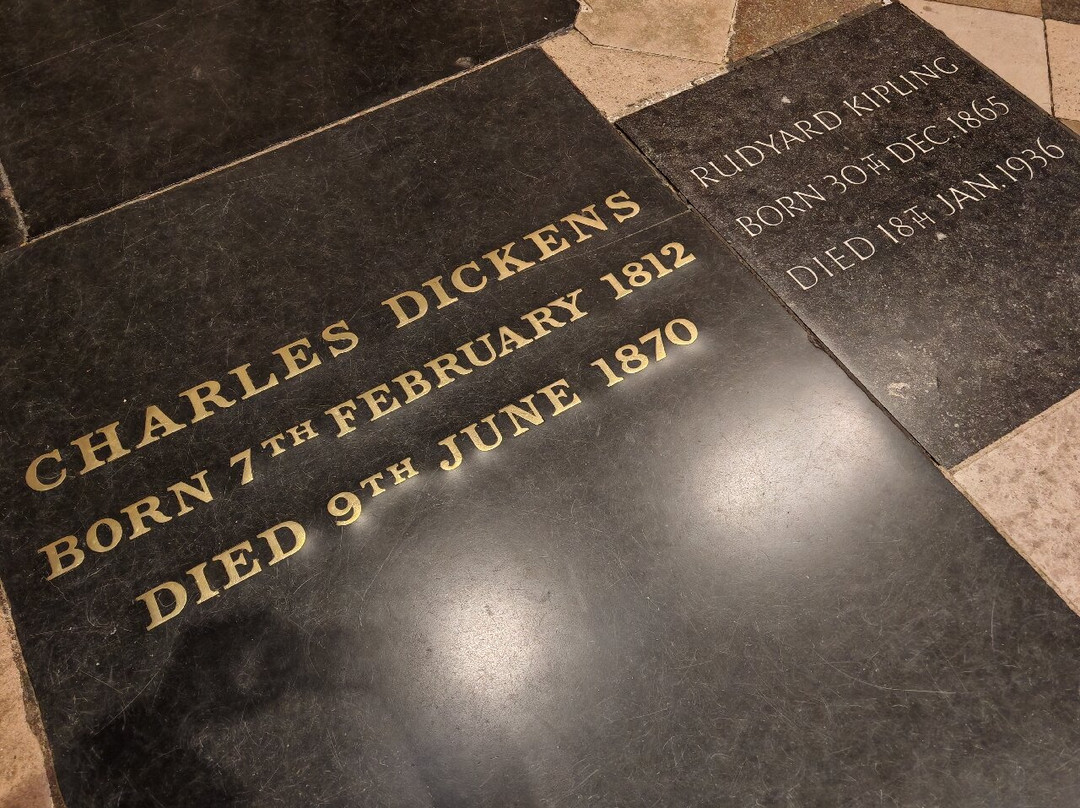 CHARLES DICKENS
BORN 7TH FEBRUARY 1812
DIED 9TH JUNE 1870
RUDYARD KIPLING
BORN 30TH DEC.1865
DIED 18TH JAN.1936